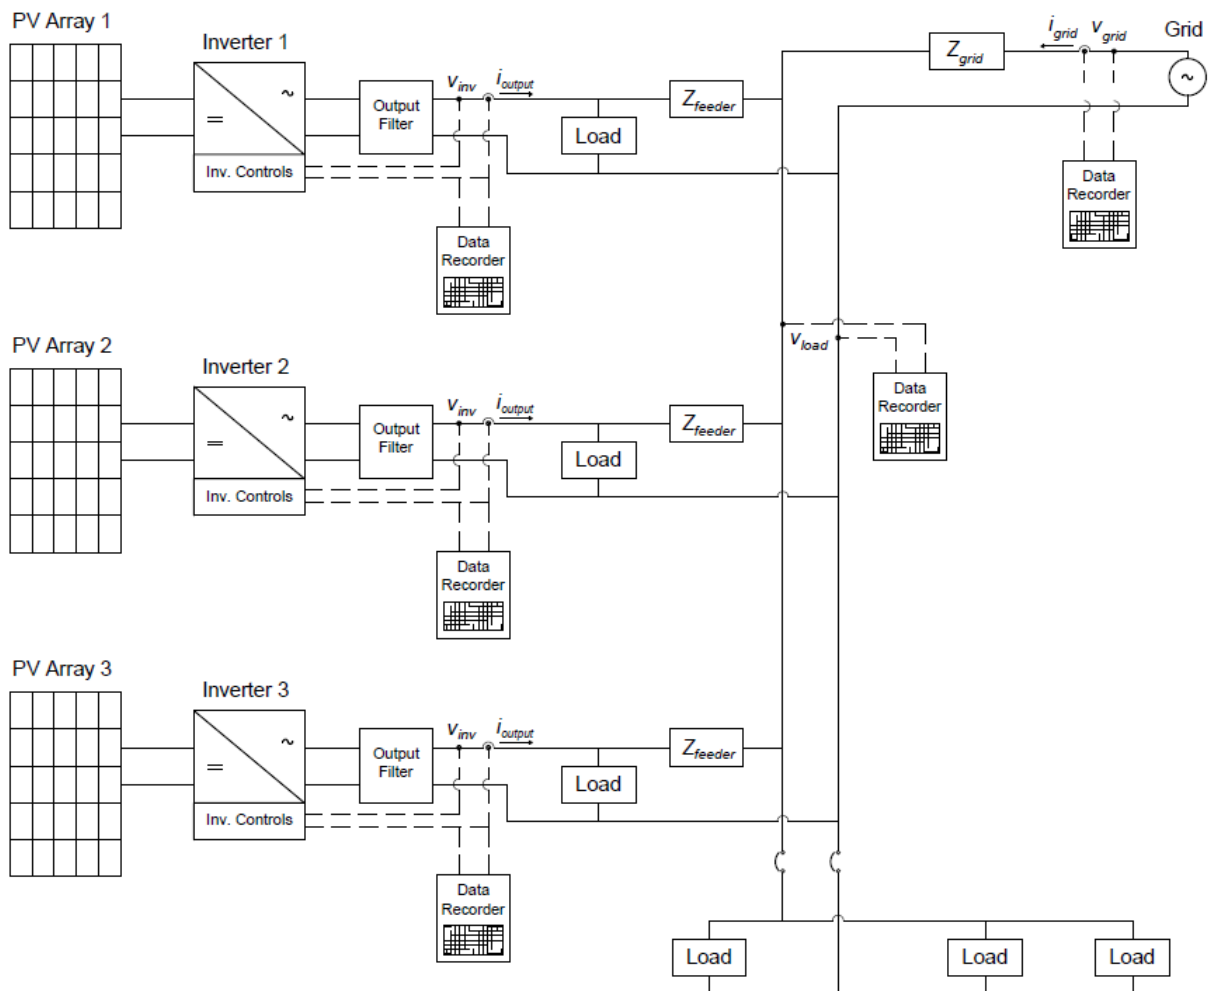 PV Array 1
Inverter 1
~
=
Inv. Controls
Output
Filter
v_inv
i_output
Load
Z_feeder
Data
Recorder
Z_grid
i_grid
v_grid
Grid
~
Data
Recorder
v_load
Data
Recorder
PV Array 2
Inverter 2
~
=
Inv. Controls
Output
Filter
v_inv
i_output
Load
Z_feeder
Data
Recorder
PV Array 3
Inverter 3
~
=
Inv. Controls
Output
Filter
v_inv
i_output
Load
Z_feeder
Data
Recorder
Load
Load
Load